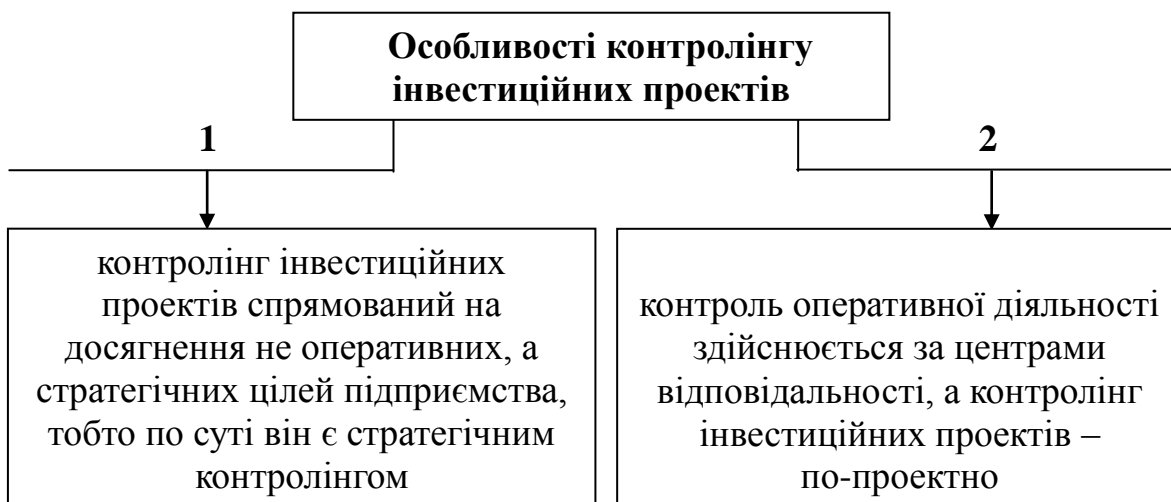 Особливості контролінгу
інвестиційних проектів
1
2
контролінг інвестиційних
проектів спрямований на
досягнення не оперативних, а
стратегічних цілей підприємства,
тобто по суті він є стратегічним
контролінгом
контроль оперативної діяльності
здійснюється за центрами
відповідальності, а контролінг
інвестиційних проектів –
по-проектно